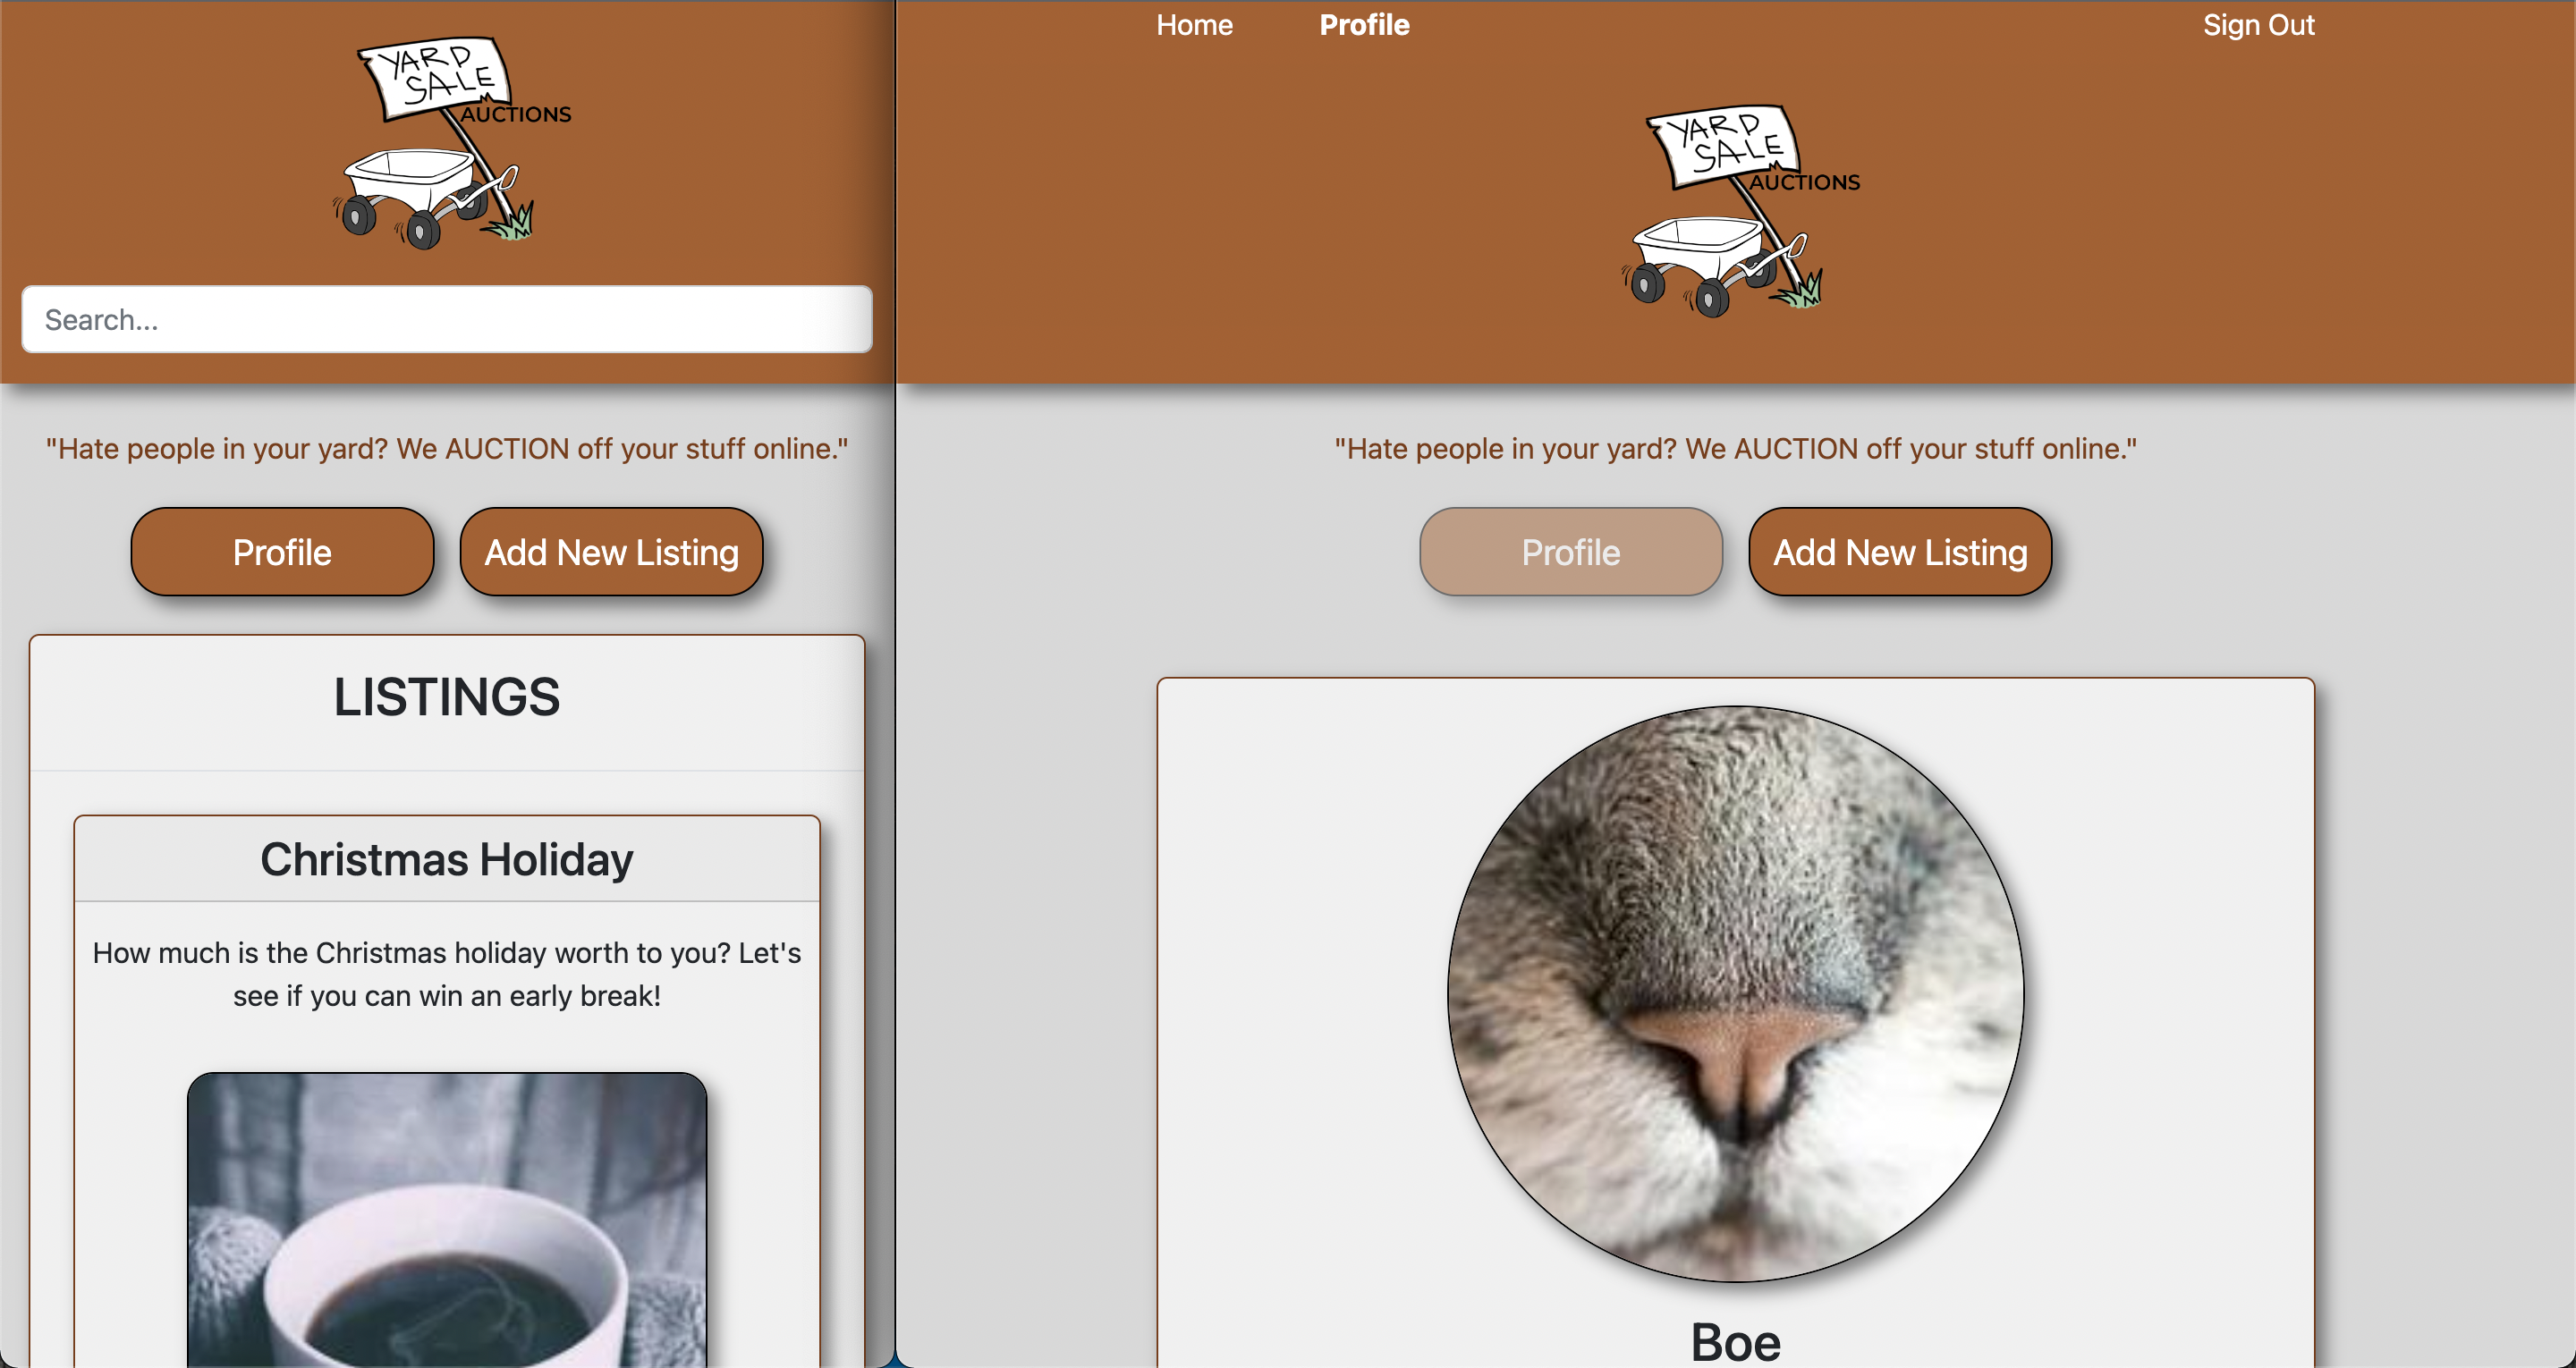 YARD
SALE
AUCTIONS
Search...
"Hate people in your yard? We AUCTION off your stuff online."
Profile
Add New Listing
LISTINGS
Christmas Holiday
How much is the Christmas holiday worth to you? Let's
see if you can win an early break!
Home
Profile
Sign Out
YARD
SALE
AUCTIONS
"Hate people in your yard? We AUCTION off your stuff online."
Profile
Add New Listing
Boe